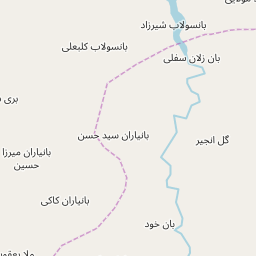 بانسولاب شیرزاد
بانسولاب کلبعلی
بان زلان سفلی
گل انجیر
بانیاران سید حسن
بانیاران میرزا
حسین
بانیاران کاکی
بان خود